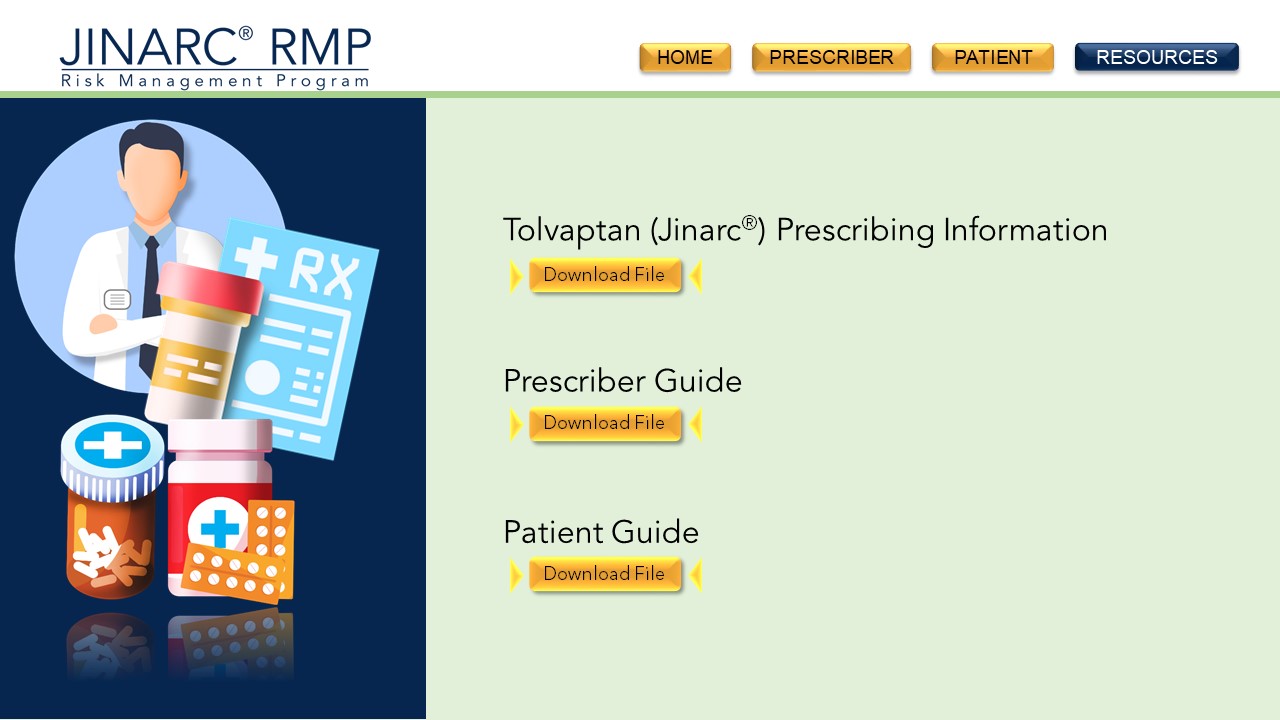 JINARC® RMP
Risk Management Program
HOME
PRESCRIBER
PATIENT
RESOURCES
RX
Tolvaptan (Jinarc®) Prescribing Information
Download File
Prescriber Guide
Download File
Patient Guide
Download File